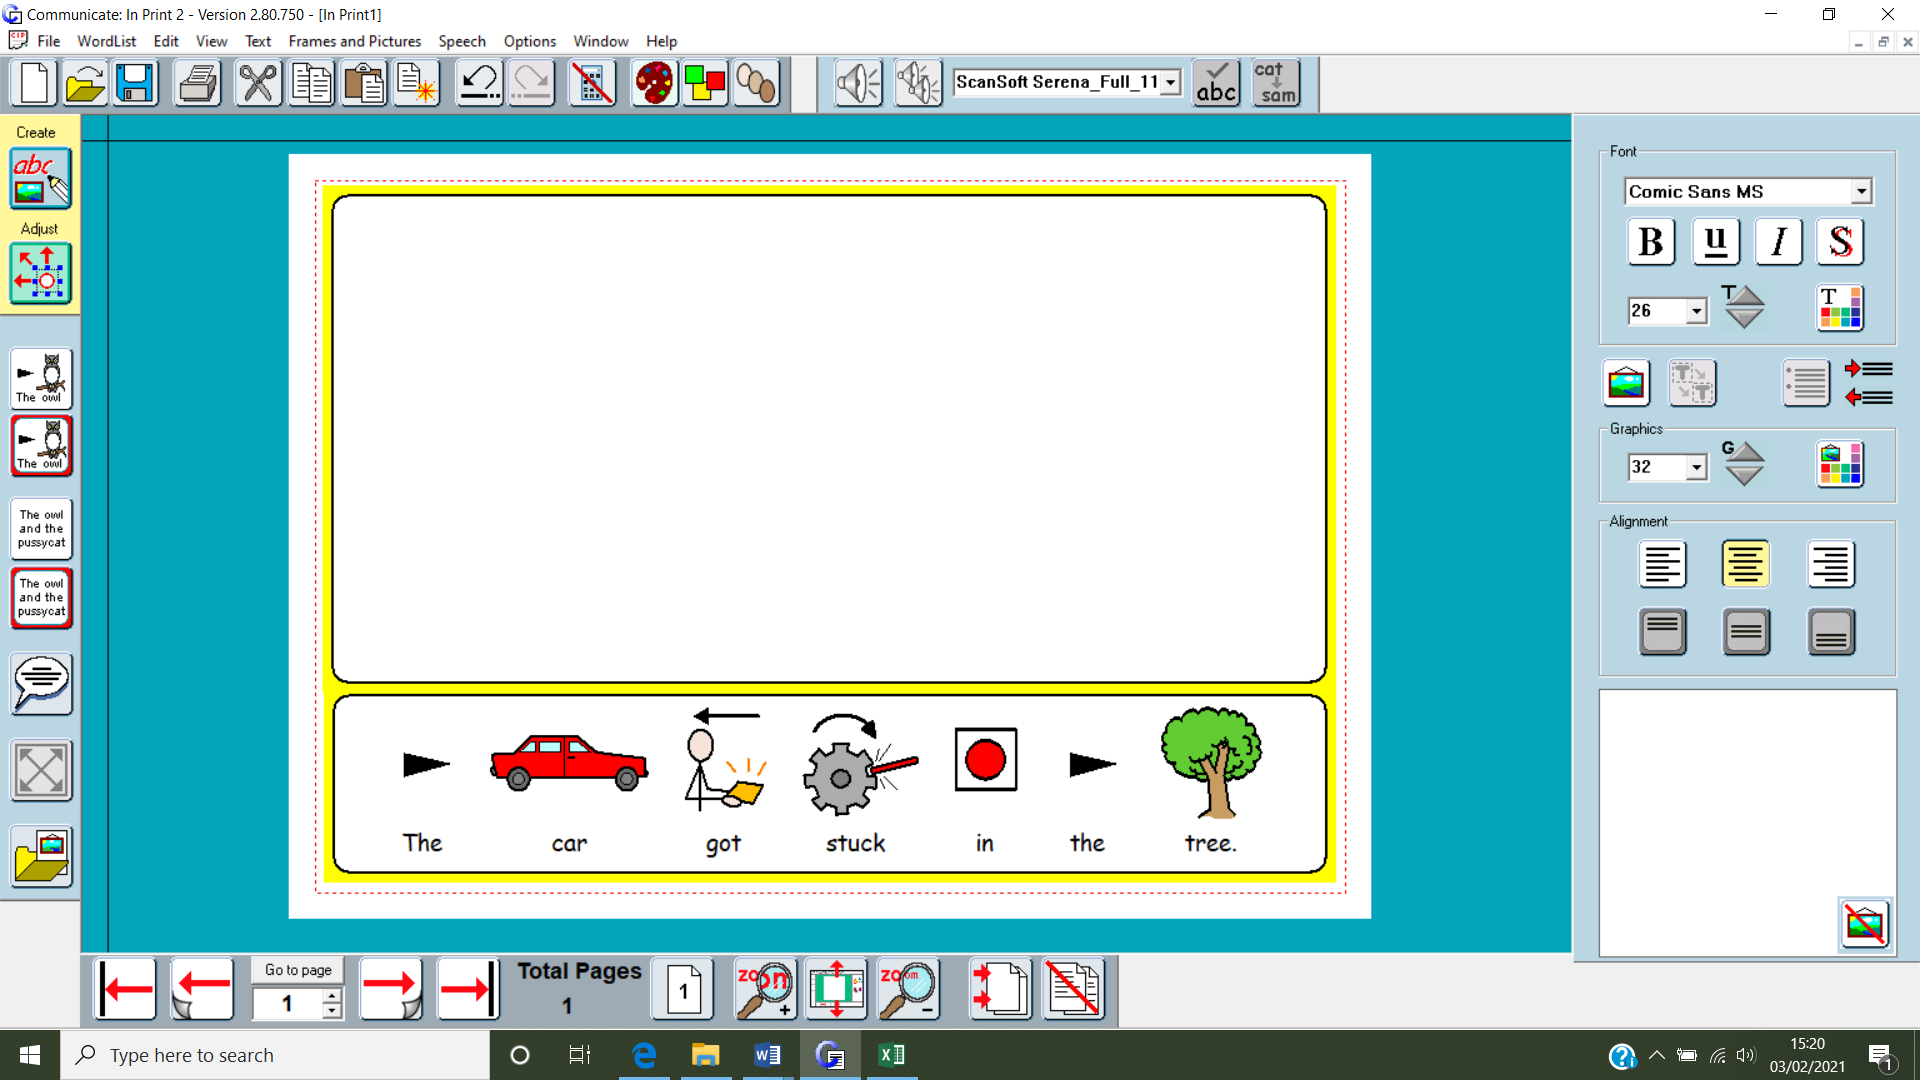 Communicate: In Print 2 - Version 2.80.750 - [In Print1]
File WordList Edit View Text Frames and Pictures Speech Options Window Help
ScanSoft Serena_Full_11
abc
cat
sam
Create
abc
Adjust
The owl
The owl
The owl
and the
pussycat
The owl
and the
pussycat
Font
Comic Sans MS
B u I S
26
T
T
Graphics
32
G
Alignment
The car got stuck in the tree.
Go to page
1
Total Pages
1
1
zoom
+
zoom
-
Type here to search
15:20
03/02/2021
1